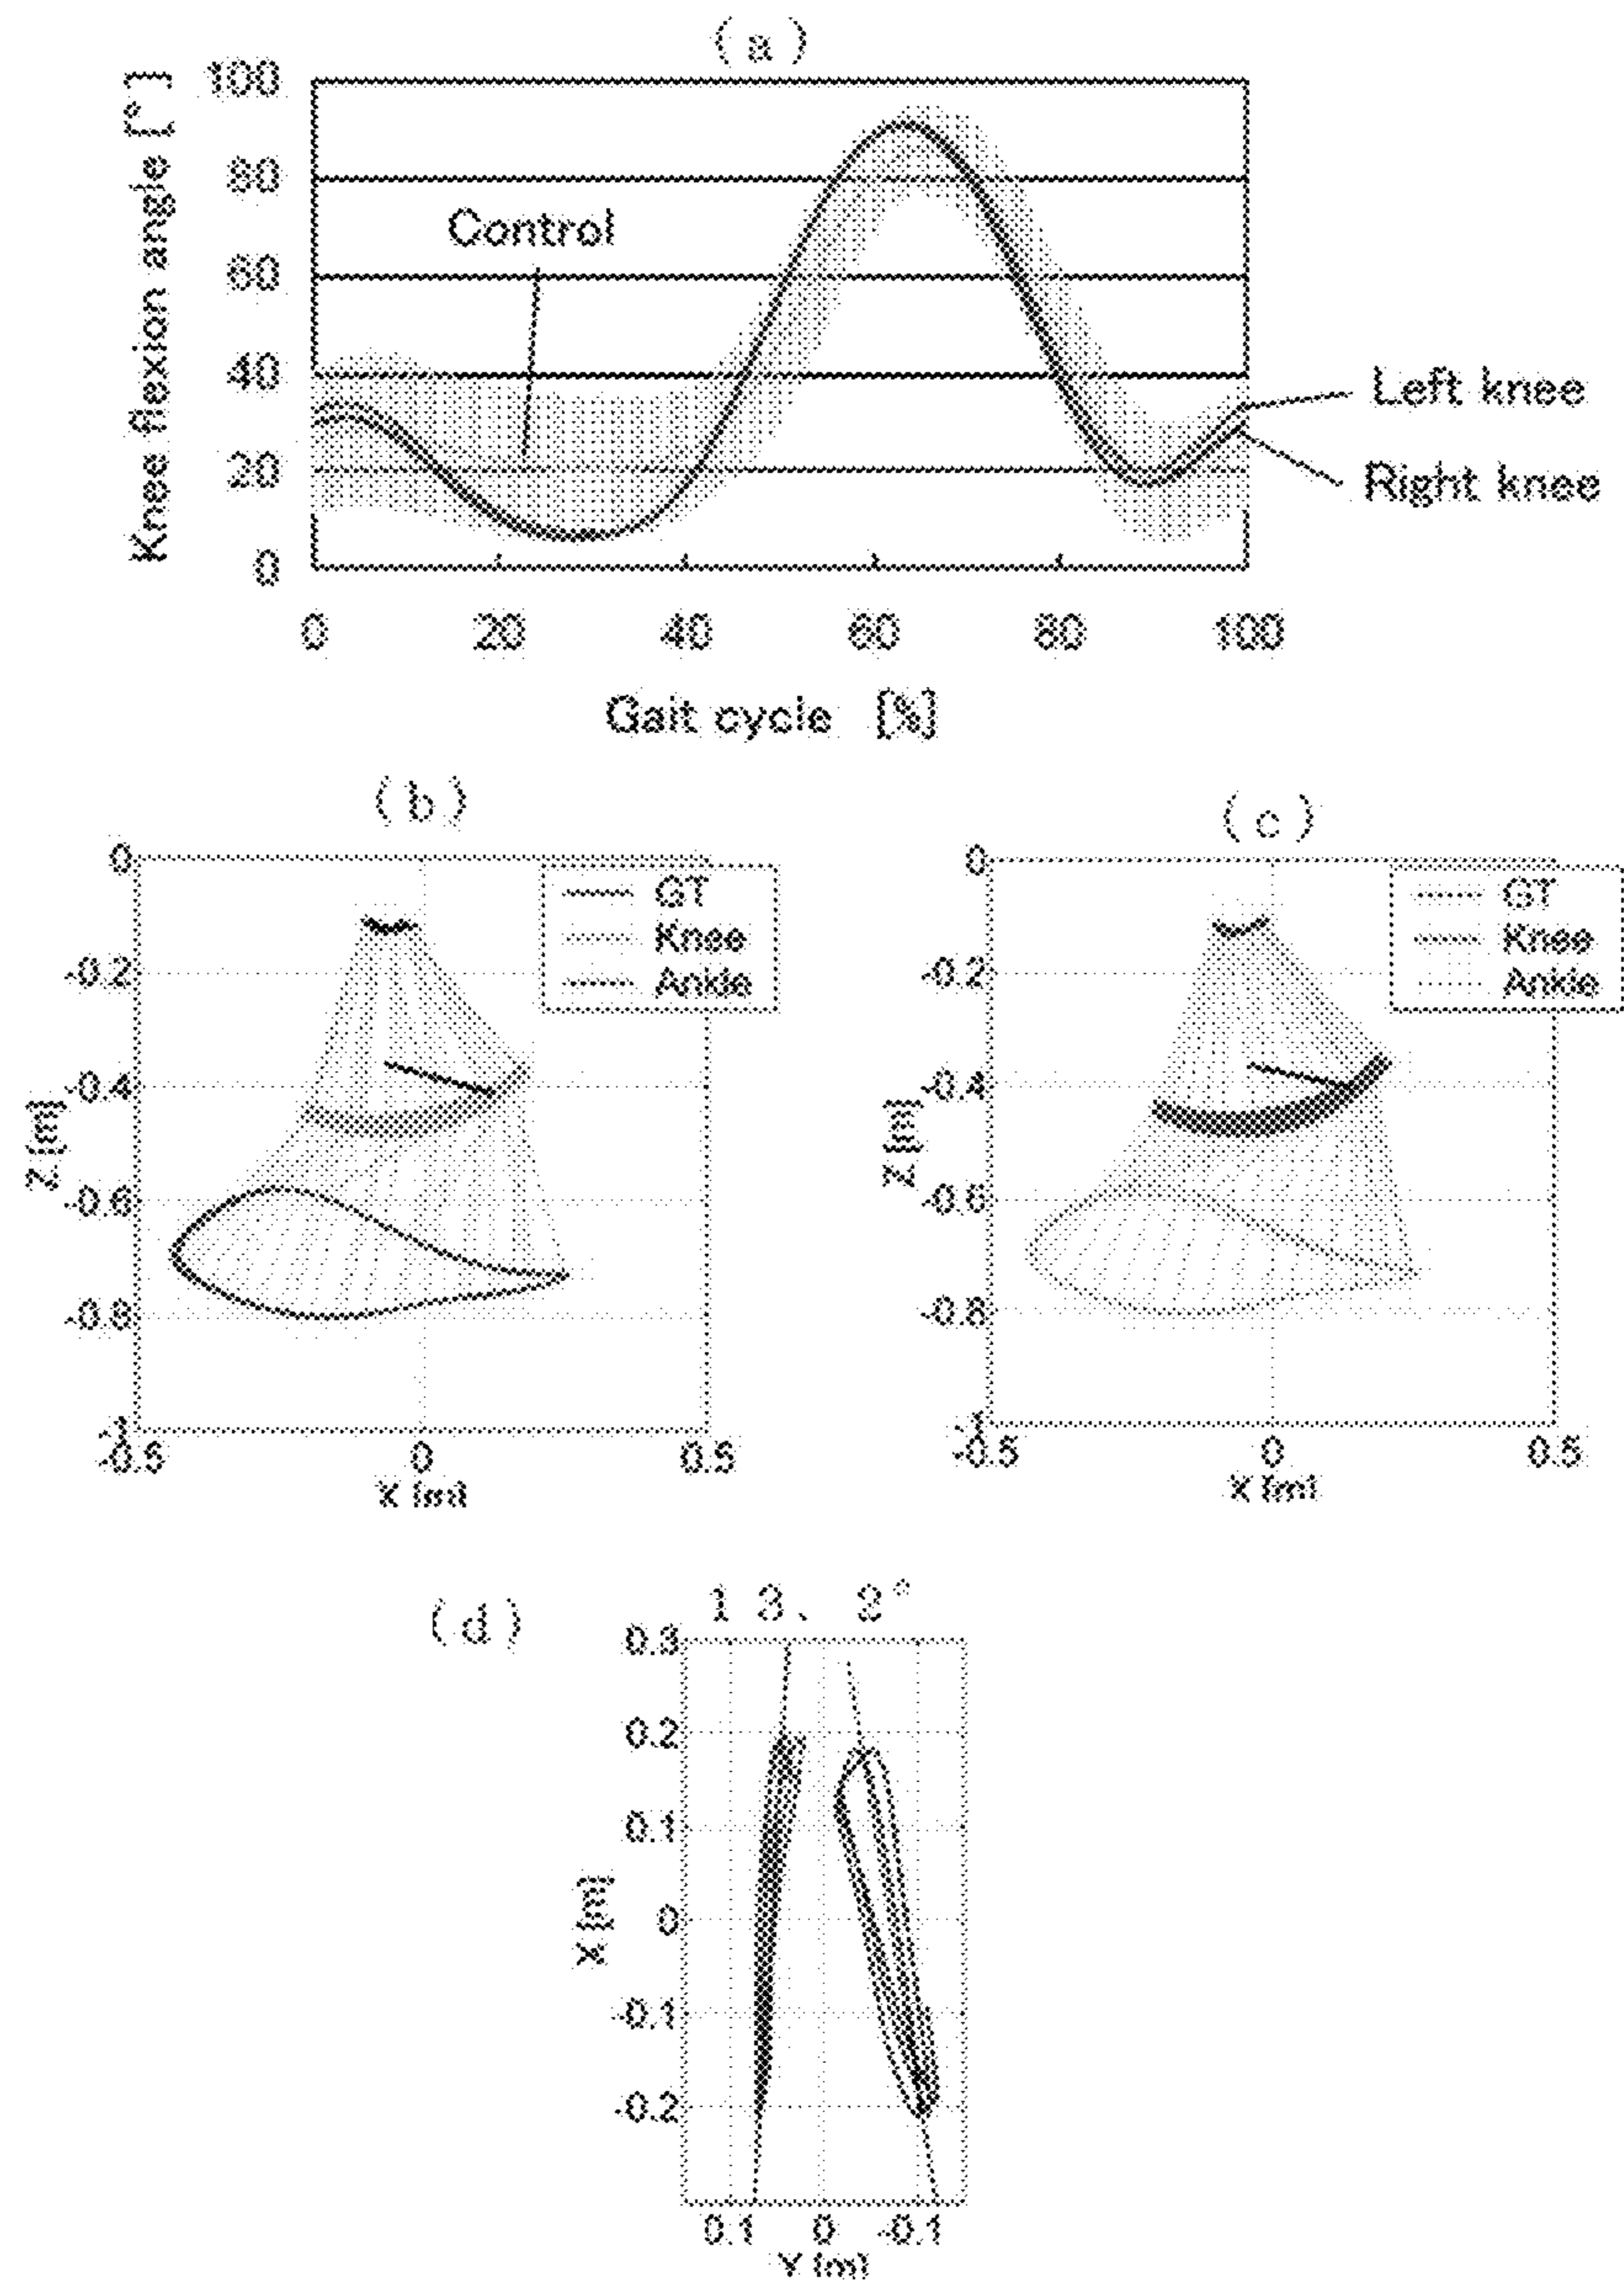 (a)
Knee flexion angle [°]
100
80
60
40
20
0
Control
Left knee
Right knee
0 20 40 60 80 100
Gait cycle [%]
(b)
0
-0.2
-0.4
-0.6
-0.8
-1
Z [m]
GT
Knee
Ankle
-0.5 0 0.5
X [m]
(c)
0
-0.2
-0.4
-0.6
-0.8
-1
Z [m]
GT
Knee
Ankle
-0.5 0 0.5
X [m]
(d)
13、2°
0.3
0.2
0.1
0
-0.1
-0.2
X [m]
0.1 0 -0.1
Y [m]